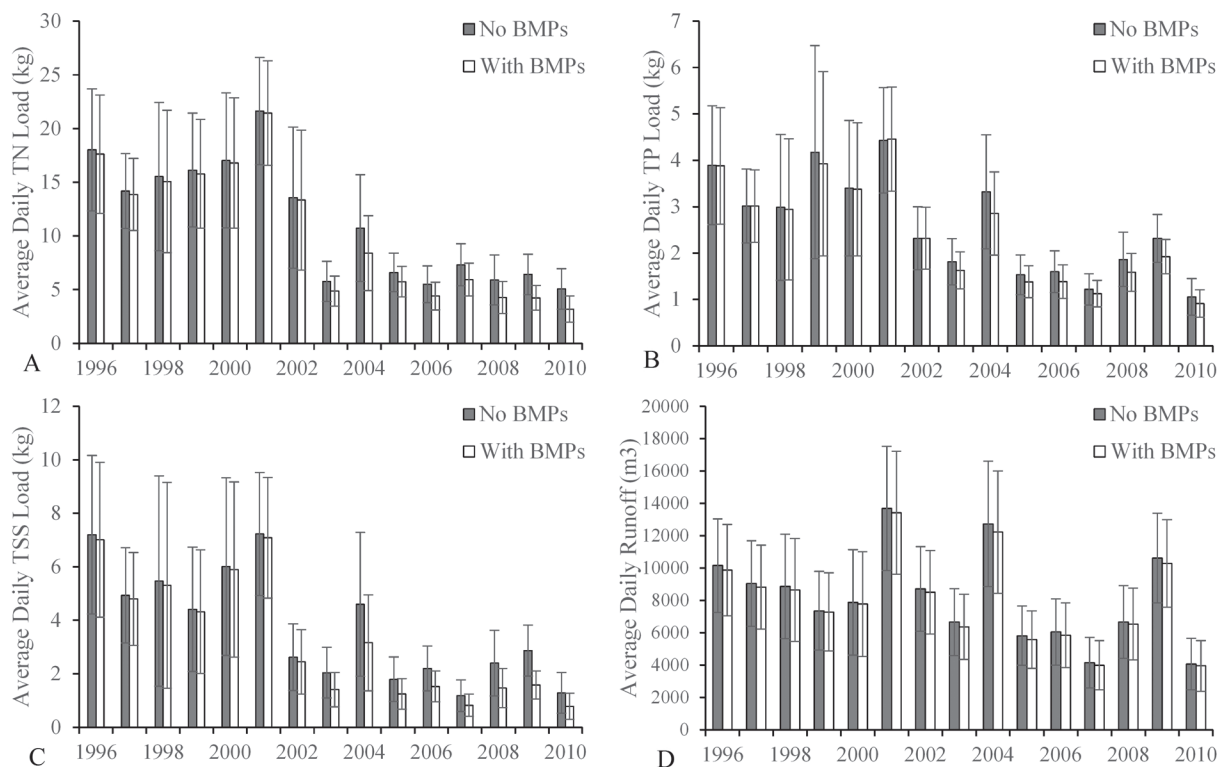 Average Daily TN Load (kg)
30
25
20
15
10
5
0
No BMPs
With BMPs
1996 1998 2000 2002 2004 2006 2008 2010
A
Average Daily TP Load (kg)
7
6
5
4
3
2
1
0
No BMPs
With BMPs
1996 1998 2000 2002 2004 2006 2008 2010
B
Average Daily TSS Load (kg)
12
10
8
6
4
2
0
No BMPs
With BMPs
1996 1998 2000 2002 2004 2006 2008 2010
C
Average Daily Runoff (m3)
20000
18000
16000
14000
12000
10000
8000
6000
4000
2000
0
No BMPs
With BMPs
1996 1998 2000 2002 2004 2006 2008 2010
D